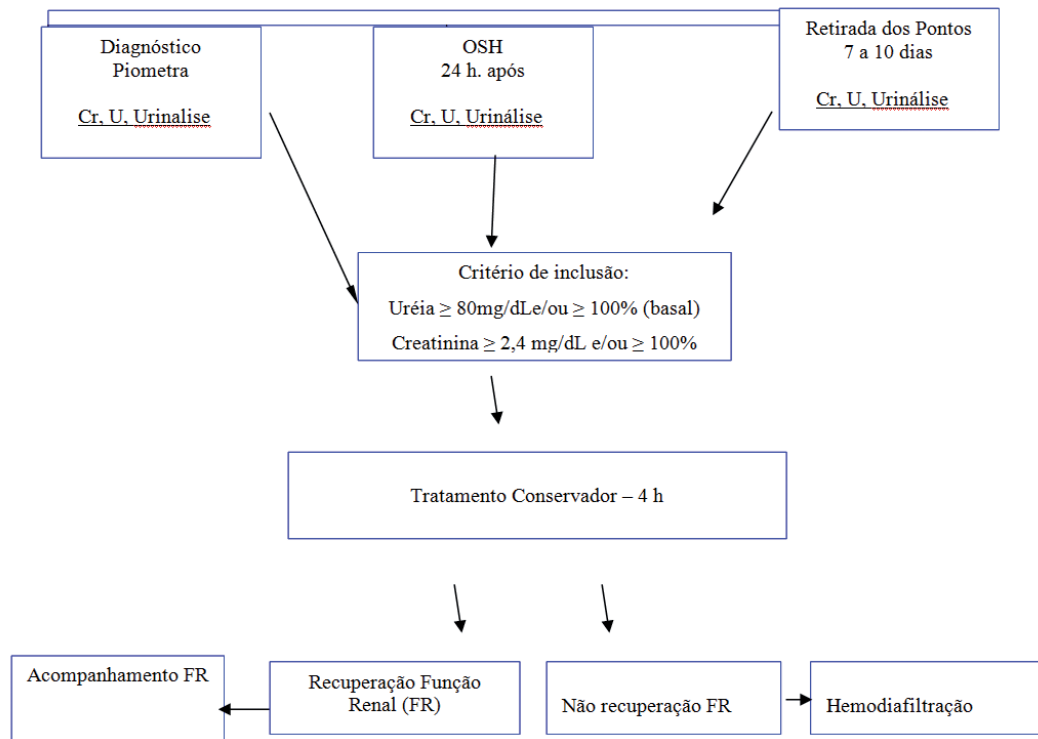 Diagnóstico
Piometra
Cr, U, Urinalise
OSH
24 h. após
Cr, U, Urinálise
Retirada dos Pontos
7 a 10 dias
Cr, U, Urinálise
Critério de inclusão:
Uréia ≥ 80mg/dLe/ou ≥ 100% (basal)
Creatinina ≥ 2,4 mg/dL e/ou ≥ 100%
Tratamento Conservador – 4 h
Acompanhamento FR
Recuperação Função
Renal (FR)
Não recuperação FR
Hemodiafiltração